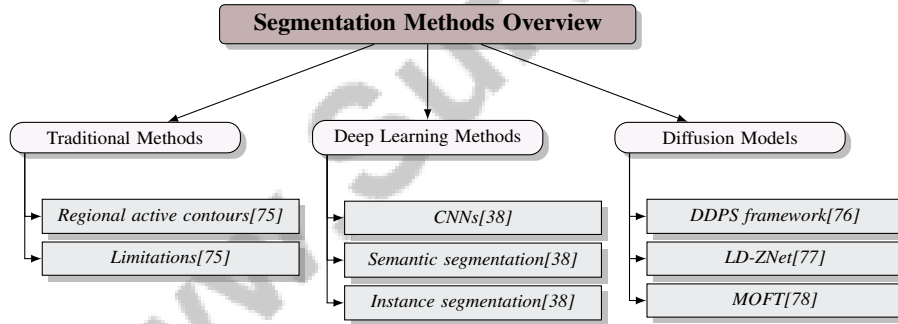 Segmentation Methods Overview
Traditional Methods
Regional active contours[75]
Limitations[75]
Deep Learning Methods
CNNs[38]
Semantic segmentation[38]
Instance segmentation[38]
Diffusion Models
DDPS framework[76]
LD-ZNet[77]
MOFT[78]